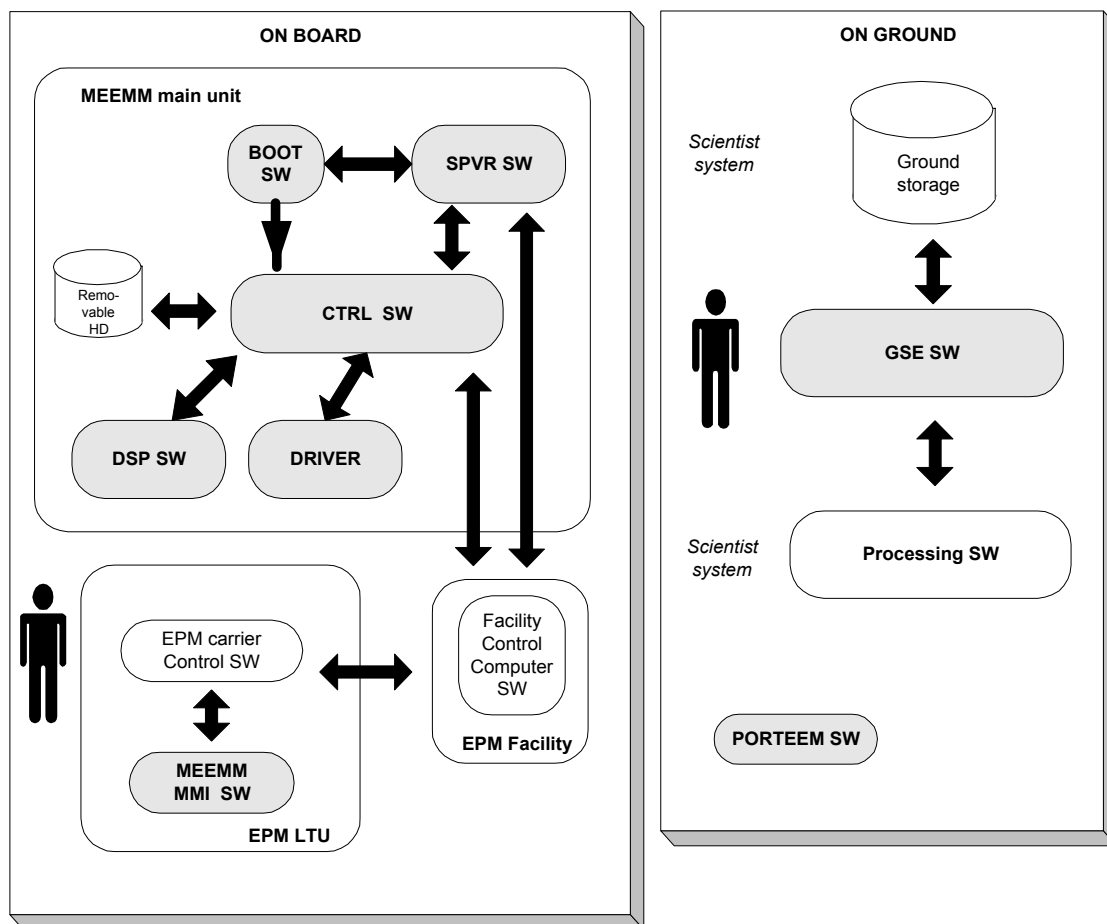 ON BOARD
MEEMM main unit
BOOT
SW
SPVR SW
Remo-
vable
HD
CTRL SW
DSP SW
DRIVER
EPM carrier
Control SW
MEEMM
MMI SW
EPM LTU
Facility
Control
Computer
SW
EPM Facility
ON GROUND
Scientist
system
Ground
storage
GSE SW
Scientist
system
Processing SW
PORTEEM SW